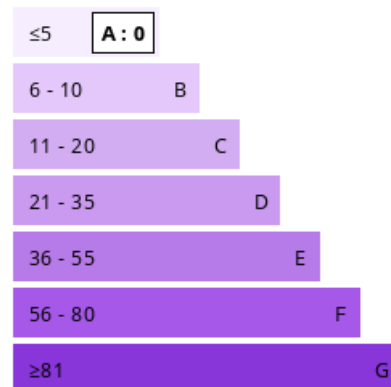 ≤5 A : 0
6 - 10 B
11 - 20 C
21 - 35 D
36 - 55 E
56 - 80 F
≥81 G